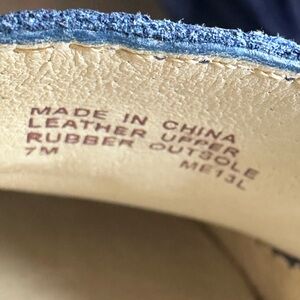 MADE IN CHINA
LEATHER UPPER
RUBBER OUTSOLE
7M ME13L